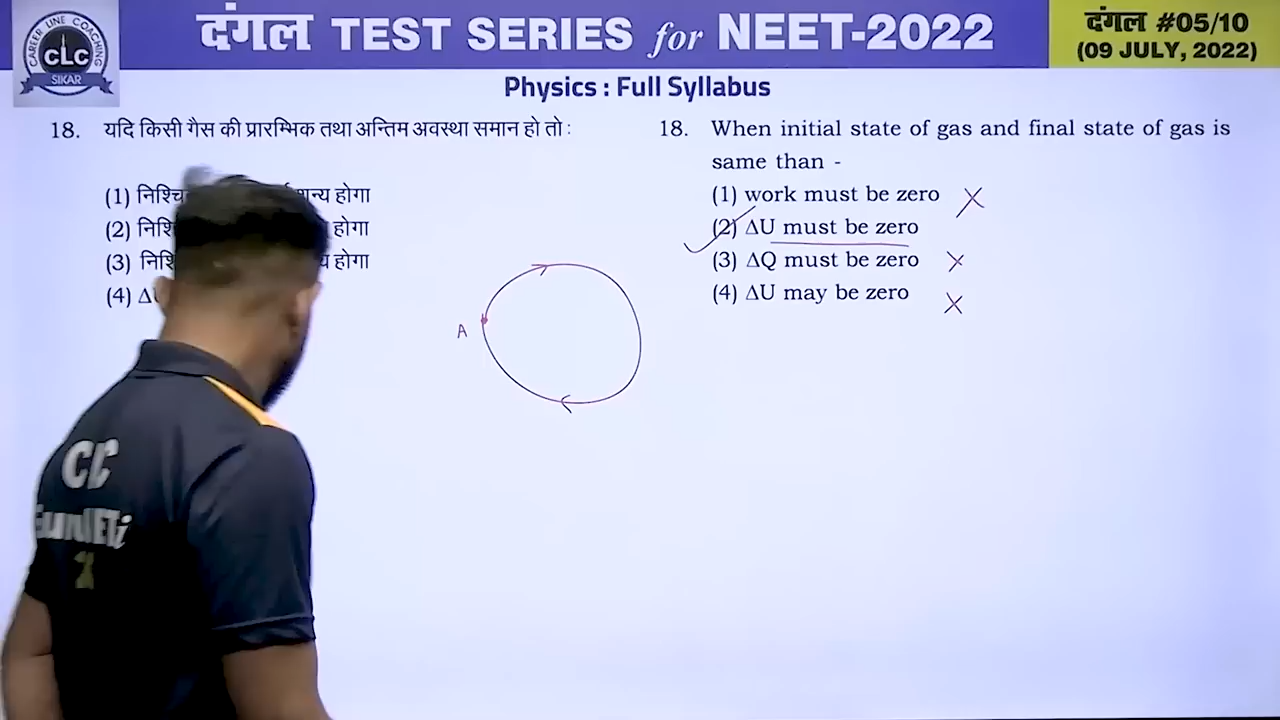 CAREER LINE COACHING
CLC
SIKAR
दंगल TEST SERIES for NEET-2022
दंगल #05/10
(09 JULY, 2022)
Physics : Full Syllabus
18. यदि किसी गैस की प्रारम्भिक तथा अन्तिम अवस्था समान हो तो :
(1) शून्य होगा
(2) होगा
(3) होगा
(4)
18. When initial state of gas and final state of gas is
same than -
(1) work must be zero
(2) ΔU must be zero
(3) ΔQ must be zero
(4) ΔU may be zero
A